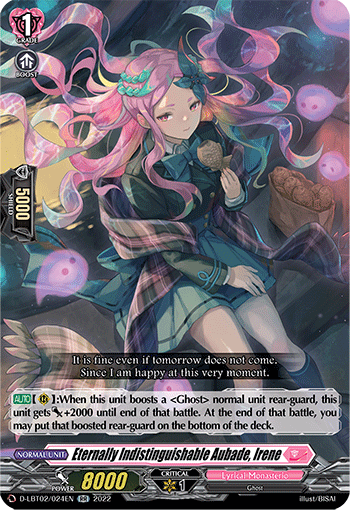 1
GRADE
BOOST
5000
SHIELD
It is fine even if tomorrow does not come.
Since I am happy at this very moment.
AUTO【(R)】:When this unit boosts a <Ghost> normal unit rear-guard, this
unit gets +2000 until end of that battle. At the end of that battle, you
may put that boosted rear-guard on the bottom of the deck.
NORMAL UNIT
Eternally Indistinguishable Aubade, Irene
POWER 8000
CRITICAL
1
Lyrical Monasterio
Ghost
D-LBT02/024EN RR 2022
illust/BISAI